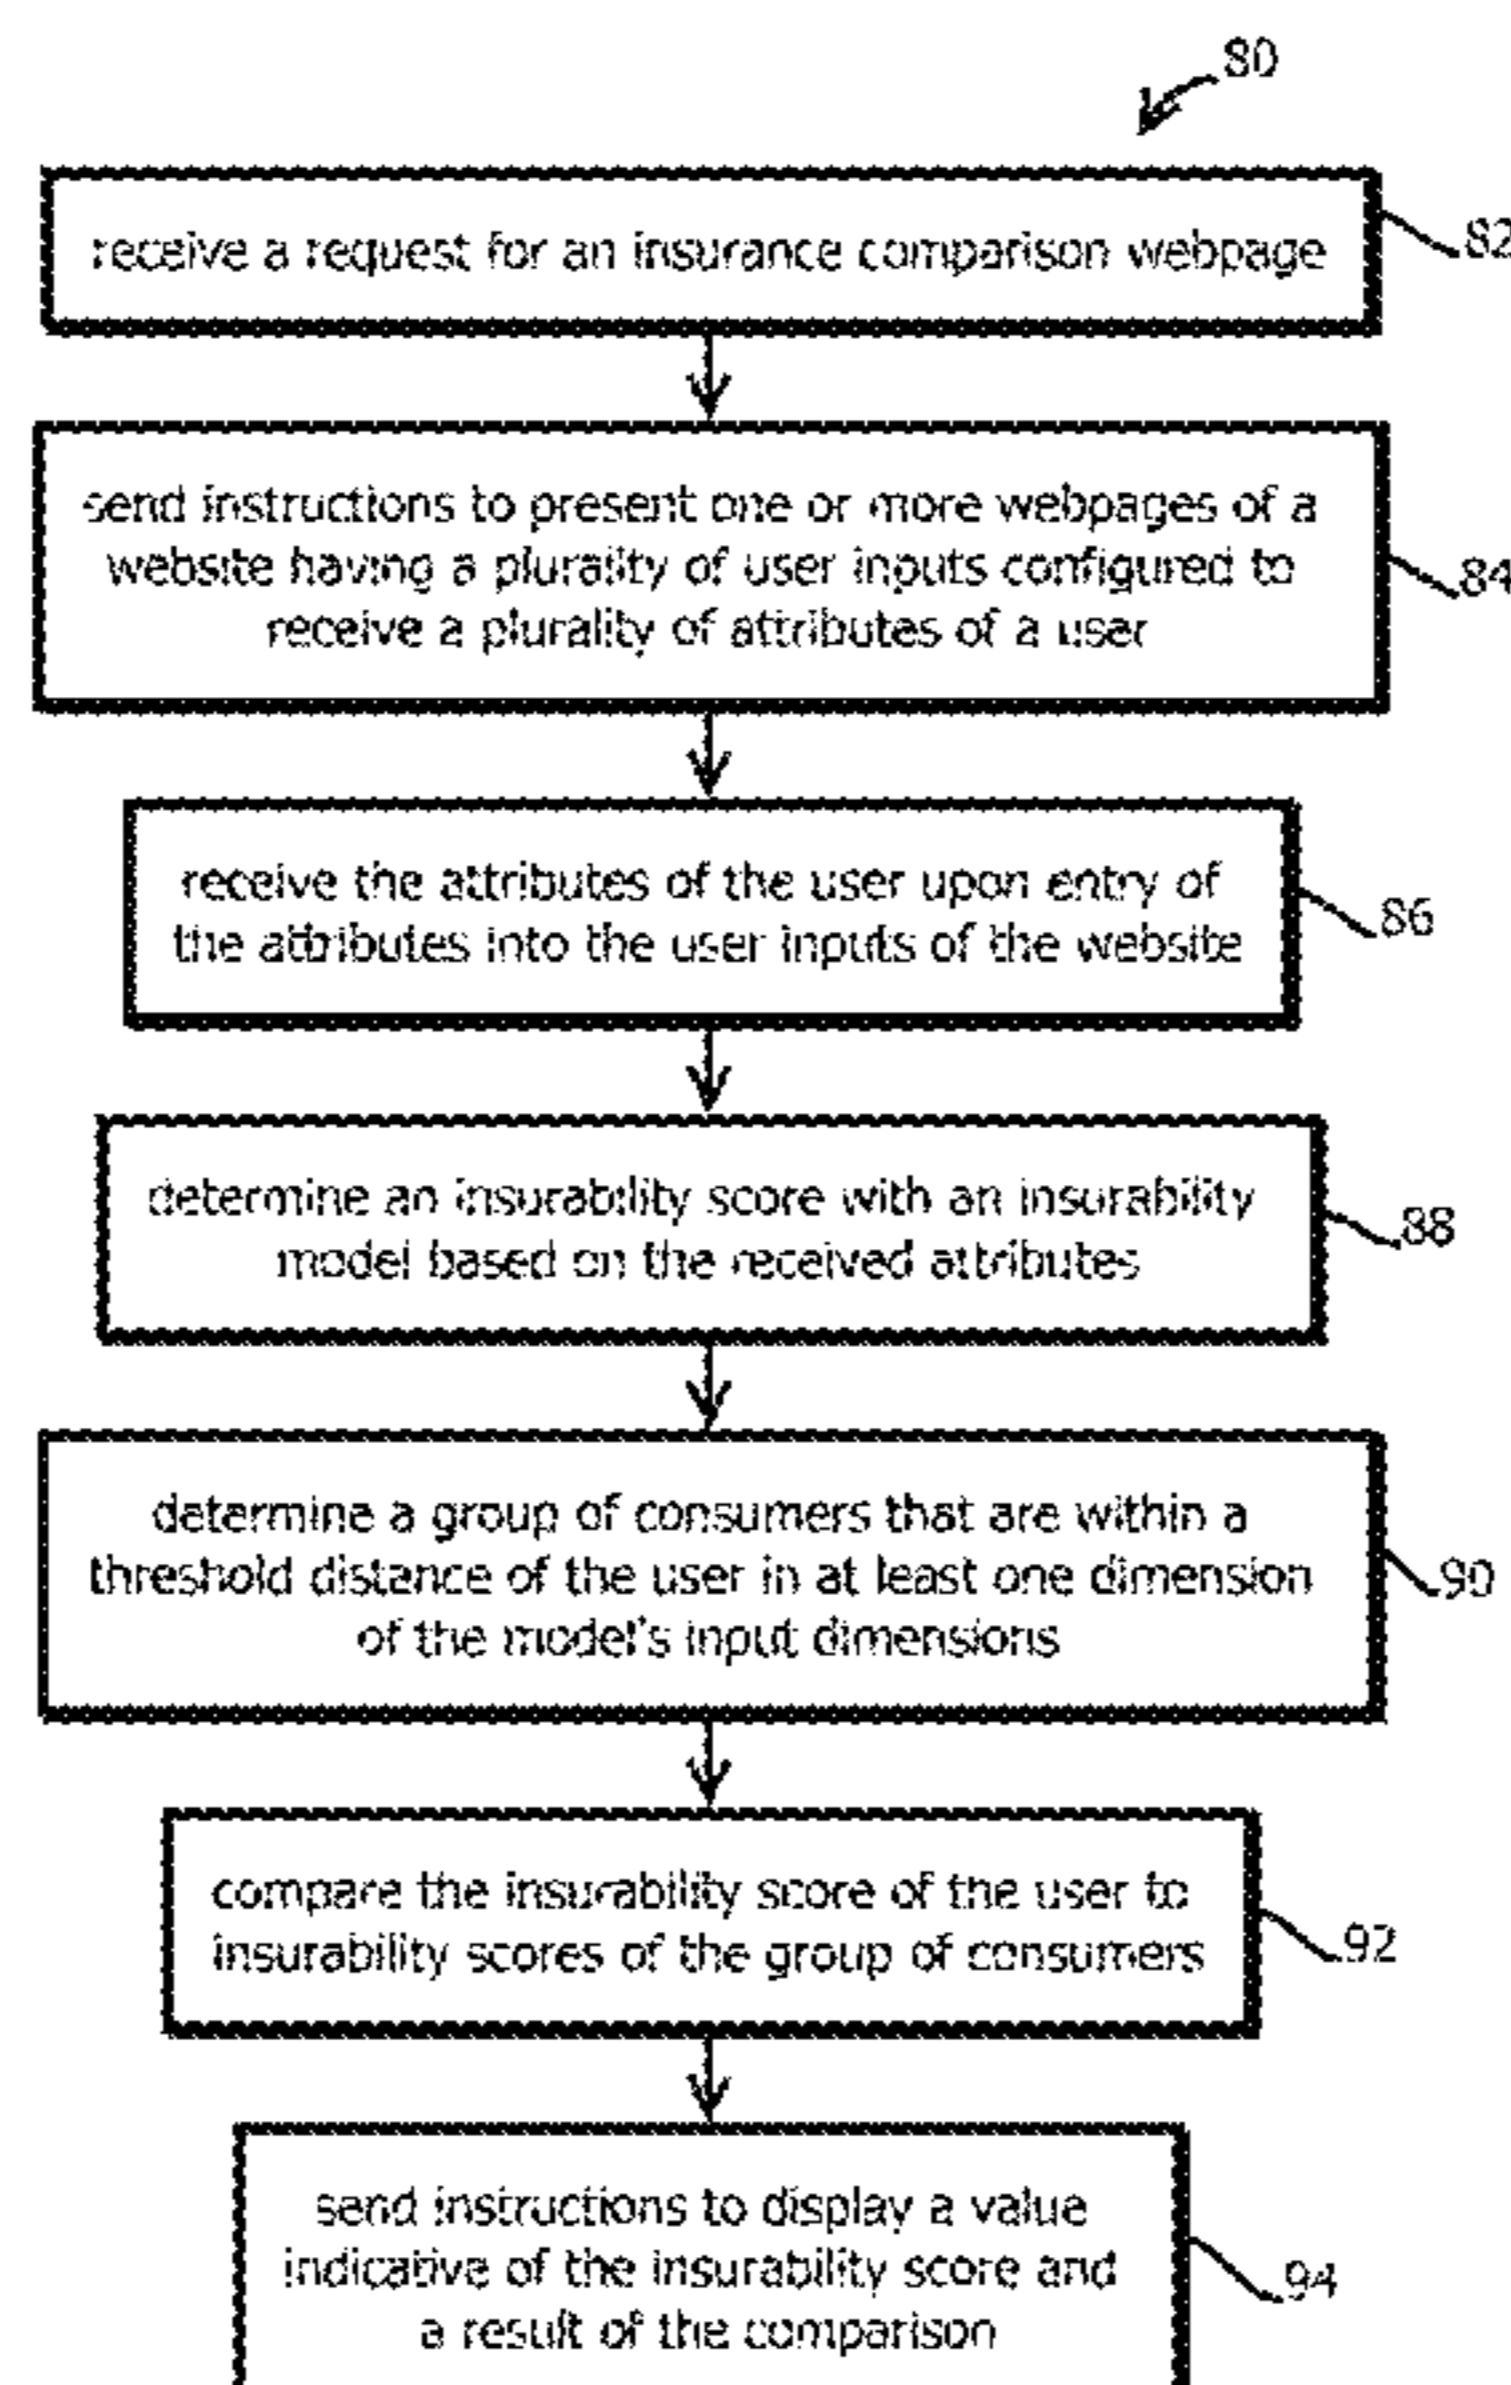 80
receive a request for an insurance comparison webpage
82
send instructions to present one or more webpages of a
website having a plurality of user inputs configured to
receive a plurality of attributes of a user
84
receive the attributes of the user upon entry of
the attributes into the user inputs of the website
86
determine an insurability score with an insurability
model based on the received attributes
88
determine a group of consumers that are within a
threshold distance of the user in at least one dimension
of the model's input dimensions
90
compare the insurability score of the user to
insurability scores of the group of consumers
92
send instructions to display a value
indicative of the insurability score and
a result of the comparison
94